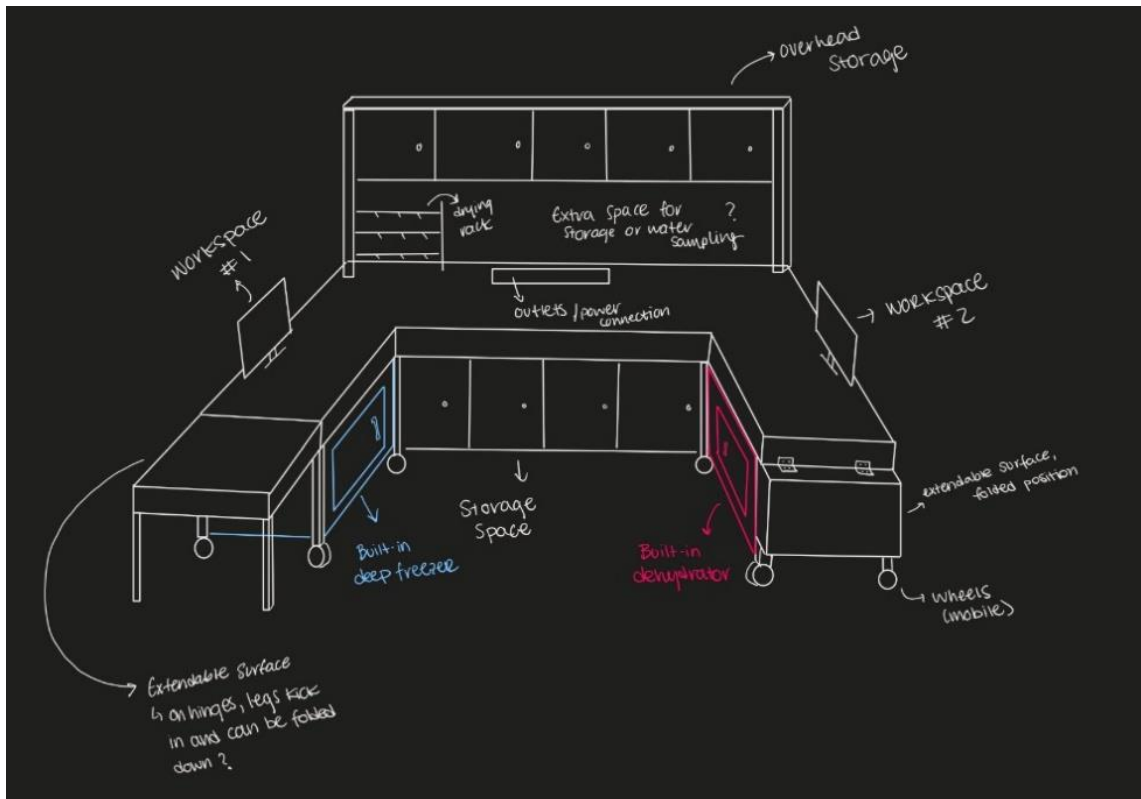 overhead
storage
drying
rack
Extra space for ?
storage or water
sampling
workspace
#1
outlets/power
connection
workspace
#2
extendable surface,
folded position
Storage
Space
Built-in
deep freezer
Built-in
dehydrator
wheels
(mobile)
Extendable surface
↳ on hinges, legs kick
in and can be folded
down?